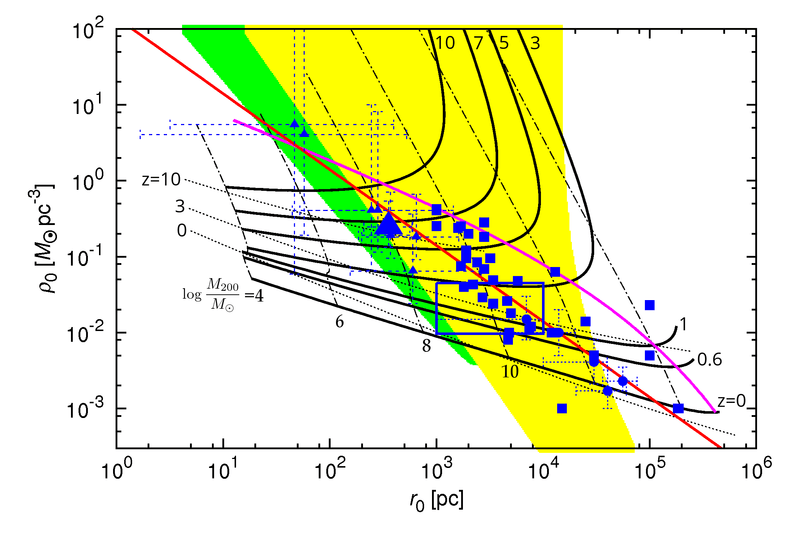 10²
10¹
10⁰
10⁻¹
10⁻²
10⁻³
ρ₀ [M☉pc⁻³]
10 7 5 3
z=10
3
0
log M₂₀₀/M☉ =4
6
8
10
1
0.6
z=0
10⁰ 10¹ 10² 10³ 10⁴ 10⁵ 10⁶
r₀ [pc]